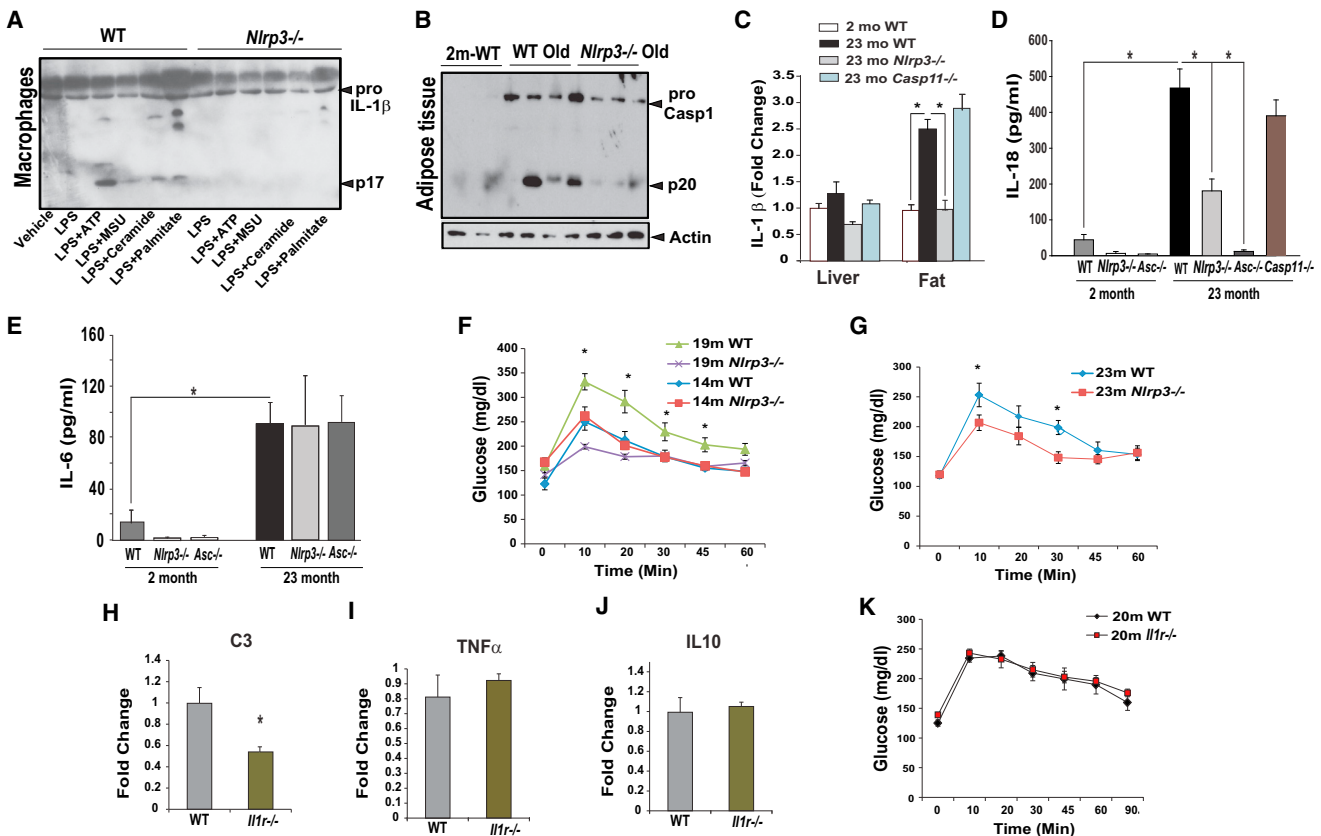 A
WT
Nlrp3-/-
Macrophages
pro
IL-1β
p17
Vehicle
LPS
LPS+ATP
LPS+MSU
LPS+Ceramide
LPS+Palmitate
LPS
LPS+ATP
LPS+MSU
LPS+Ceramide
LPS+Palmitate
B
2m-WT
WT Old
Nlrp3-/- Old
Adipose tissue
pro
Casp1
p20
Actin
C
2 mo WT
23 mo WT
23 mo Nlrp3-/-
23 mo Casp11-/-
IL-1 β (Fold Change)
3.5
3.0
2.5
2.0
1.5
1.0
0.5
0
* *
Liver
Fat
D
IL-18 (pg/ml)
600
500
400
300
200
100
0
* * *
WT Nlrp3-/- Asc-/- WT Nlrp3-/- Asc-/- Casp11-/-
2 month
23 month
E
IL-6 (pg/ml)
160
120
80
40
0
*
WT Nlrp3-/- Asc-/- WT Nlrp3-/- Asc-/-
2 month
23 month
F
19m WT
19m Nlrp3-/-
14m WT
14m Nlrp3-/-
Glucose (mg/dl)
400
350
300
250
200
150
100
50
0
* * * *
0 10 20 30 45 60
Time (Min)
G
23m WT
23m Nlrp3-/-
Glucose (mg/dl)
300
250
200
150
100
50
0
* *
0 10 20 30 45 60
Time (Min)
H
C3
Fold Change
1.4
1.2
1
0.8
0.6
0.4
0.2
0
*
WT Il1r-/-
I
TNFα
Fold Change
1
0.9
0.8
0.7
0.6
0.5
0.4
0.3
0.2
0.1
0
WT Il1r-/-
J
IL10
Fold Change
1.4
1.2
1
0.8
0.6
0.4
0.2
0
WT Il1r-/-
K
20m WT
20m Il1r-/-
Glucose (mg/dl)
300
250
200
150
100
50
0
0 10 20 30 45 60 90
Time (Min)